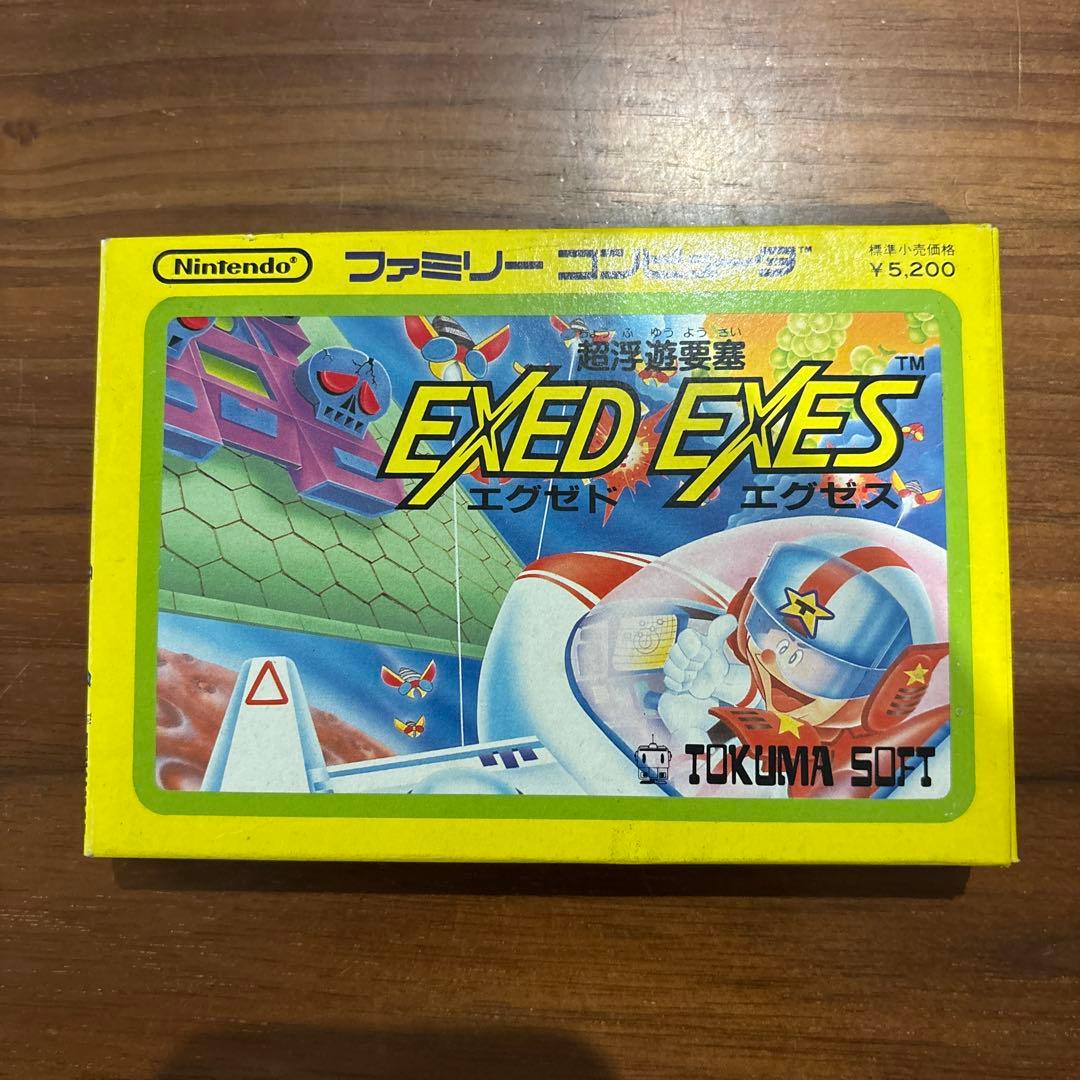 Nintendo®
ファミリーコンピュータ™
標準小売価格
¥5,200
ちょう ふ ゆう よう さい
超浮遊要塞
EXED EXES™
エグゼド エグゼス
T
TOKUMA SOFT